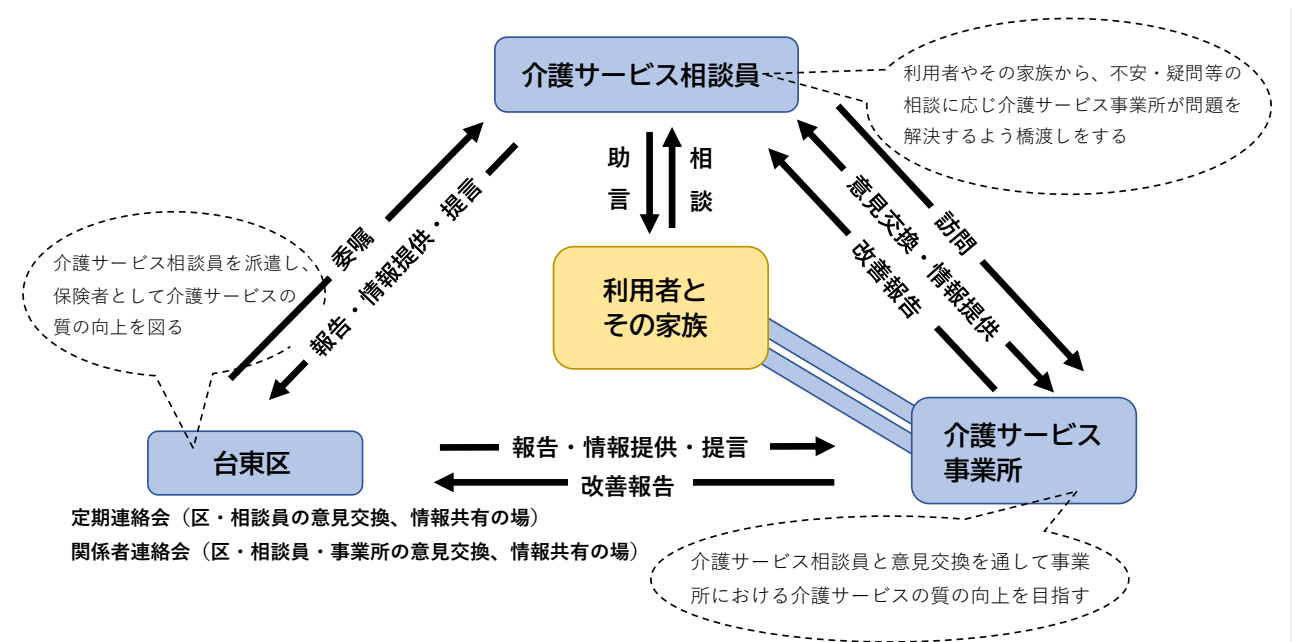 介護サービス相談員
利用者やその家族から、不安・疑問等の
相談に応じ介護サービス事業所が問題を
解決するよう橋渡しをする
助言
相談
委嘱
報告・情報提供・提言
訪問
意見交換・情報提供
改善報告
介護サービス相談員を派遣し、
保険者として介護サービスの
質の向上を図る
利用者と
その家族
台東区
報告・情報提供・提言
改善報告
介護サービス
事業所
定期連絡会（区・相談員の意見交換、情報共有の場）
関係者連絡会（区・相談員・事業所の意見交換、情報共有の場）
介護サービス相談員と意見交換を通して事業
所における介護サービスの質の向上を目指す